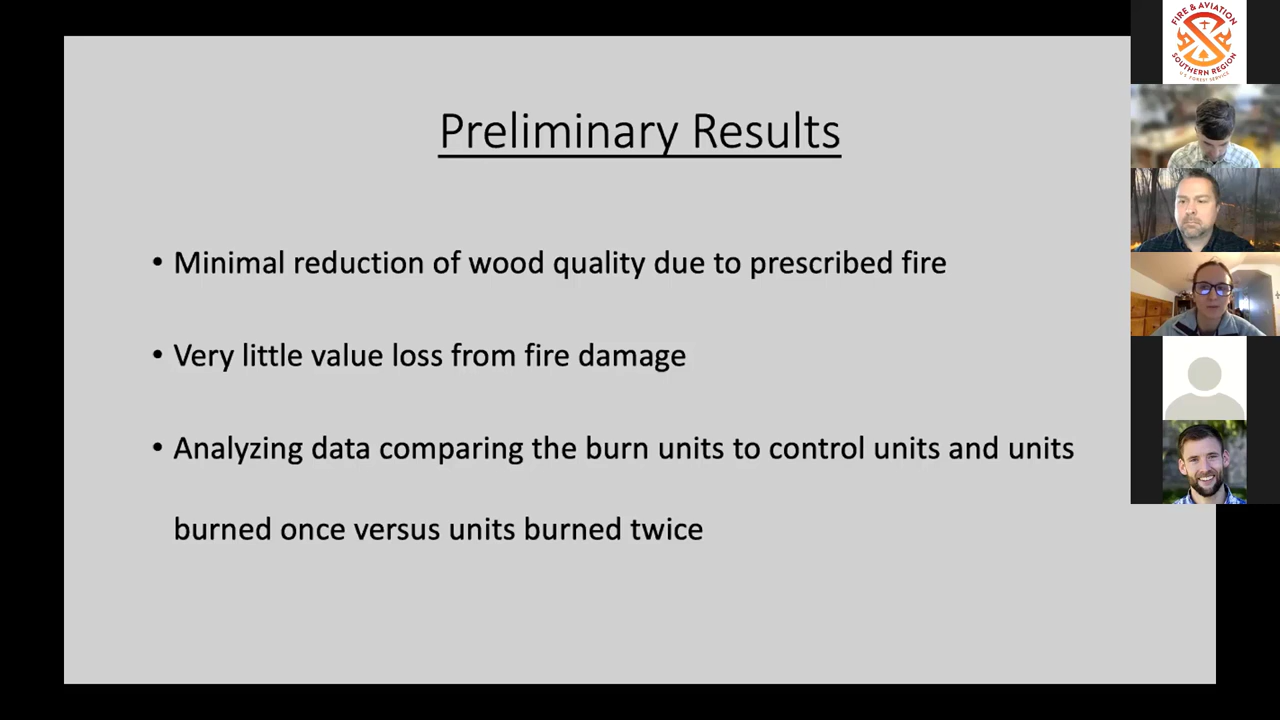 FIRE & AVIATION
SOUTHERN REGION
U.S. FOREST SERVICE
Preliminary Results
• Minimal reduction of wood quality due to prescribed fire
• Very little value loss from fire damage
• Analyzing data comparing the burn units to control units and units
burned once versus units burned twice